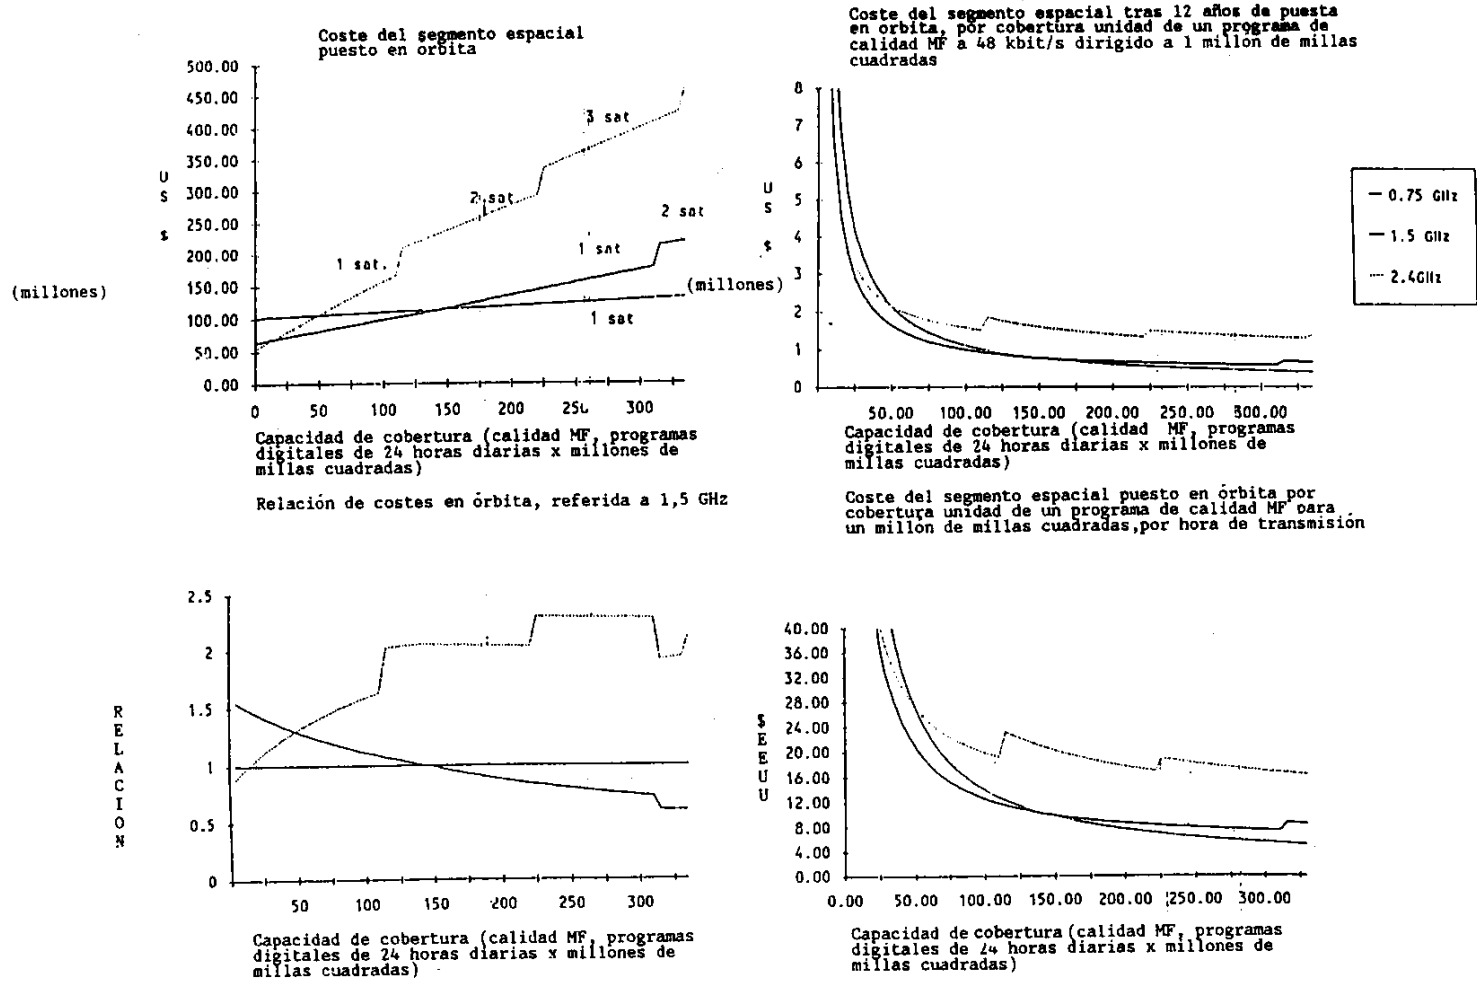 Coste del segmento espacial
puesto en orbita
500.00
450.00
400.00
350.00
300.00
250.00
200.00
150.00
100.00
50.00
0.00
U
S
$
(millones)
1 sat.
2 sat
3 sat
2 sat
1 sat
1 sat
0 50 100 150 200 300
Capacidad de cobertura (calidad MF, programas
digitales de 24 horas diarias x millones de
millas cuadradas)
Coste del segmento espacial tras 12 años de puesta
en orbita, por cobertura unidad de un programa de
calidad MF a 48 kbit/s dirigido a 1 millón de millas
cuadradas
8
7
6
5
4
3
2
1
0
U
S
$
(millones)
50.00 100.00 150.00 200.00 250.00 300.00
Capacidad de cobertura (calidad MF, programas
digitales de 24 horas diarias x millones de
millas cuadradas)
0.75 GHz
1.5 GHz
2.4GHz
Relación de costes en órbita, referida a 1,5 GHz
2.5
2
1.5
1
0.5
0
R
E
L
A
C
I
O
N
50 100 150 200 250 300
Capacidad de cobertura (calidad MF, programas
digitales de 24 horas diarias x millones de
millas cuadradas)
Coste del segmento espacial puesto en órbita por
cobertura unidad de un programa de calidad MF para
un millón de millas cuadradas,por hora de transmisión
40.00
36.00
32.00
28.00
24.00
20.00
16.00
12.00
8.00
4.00
0.00
$
E
E
U
U
0.00 50.00 100.00 150.00 200.00 250.00 300.00
Capacidad de cobertura (calidad MF, programas
digitales de 24 horas diarias x millones de
millas cuadradas)